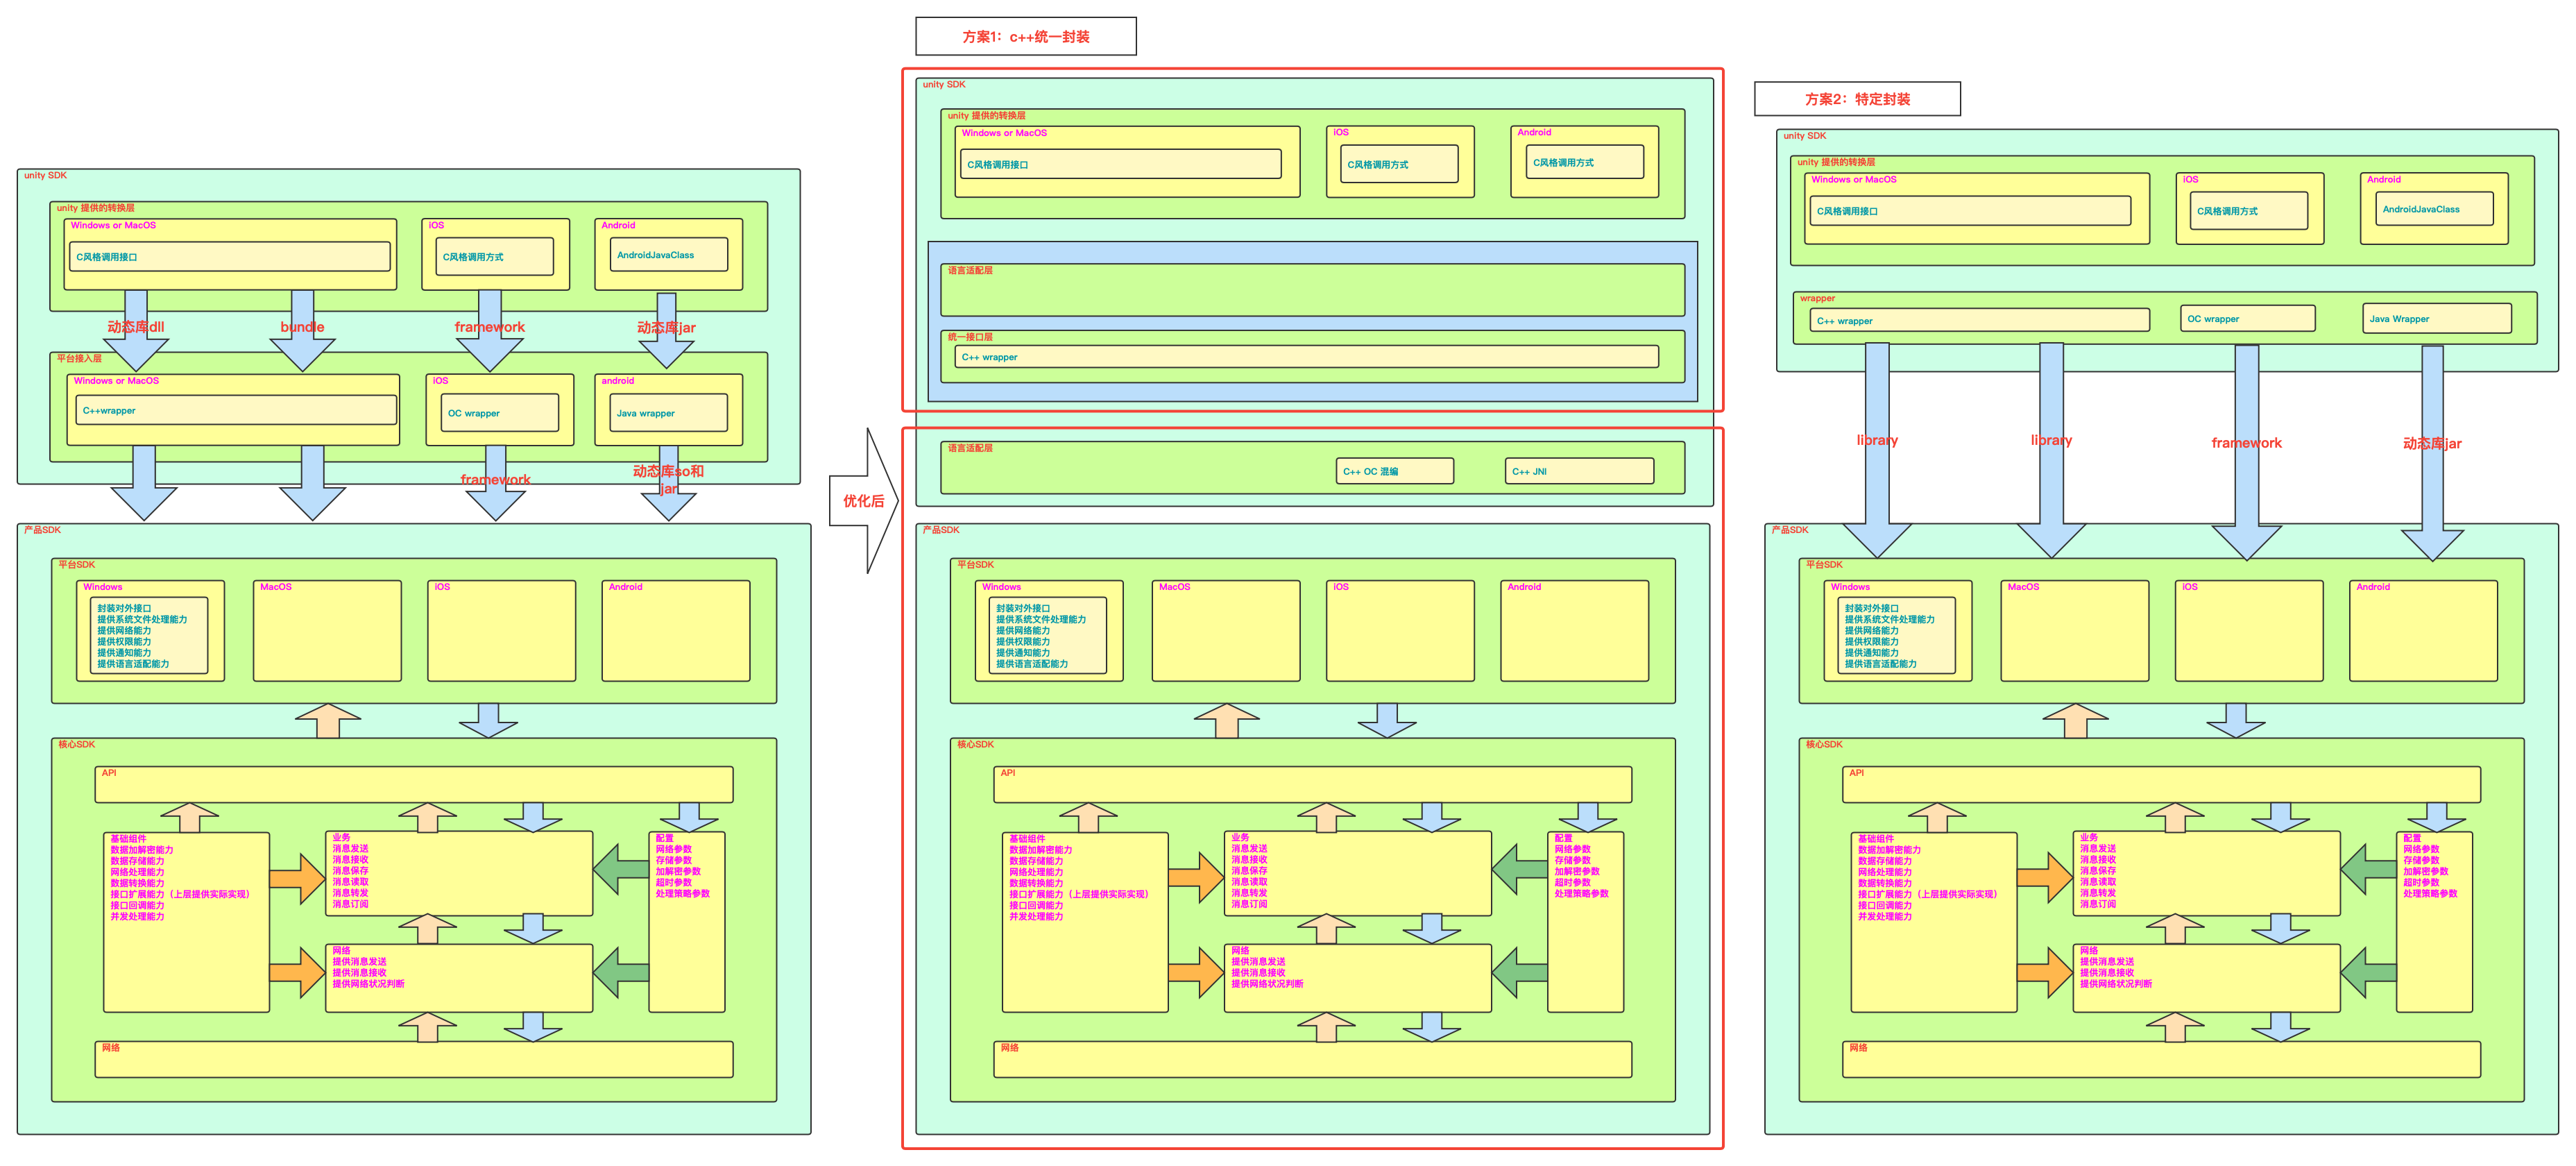 方案1：c++统一封装
unity SDK
unity 提供的转换层
Windows or MacOS
C风格调用接口
iOS
C风格调用方式
Android
AndroidJavaClass
动态库dll
bundle
framework
动态库jar
平台接入层
Windows or MacOS
C++wrapper
iOS
OC wrapper
android
Java wrapper
framework
动态库so和
jar
产品SDK
平台SDK
Windows
封装对外接口
提供系统文件处理能力
提供网络能力
提供权限能力
提供通知能力
提供语言适配能力
MacOS
iOS
Android
核心SDK
API
基础组件
数据加解密能力
数据存储能力
网络处理能力
数据转换能力
接口扩展能力（上层提供实际实现）
接口回调能力
并发处理能力
业务
消息发送
消息接收
消息保存
消息读取
消息转发
消息订阅
配置
网络参数
存储参数
加解密参数
超时参数
处理策略参数
网络
提供消息发送
提供消息接收
提供网络状况判断
网络
优化后
unity SDK
unity 提供的转换层
Windows or MacOS
C风格调用接口
iOS
C风格调用方式
Android
C风格调用方式
语言适配层
统一接口层
C++ wrapper
语言适配层
C++ OC 混编
C++ JNI
产品SDK
平台SDK
Windows
封装对外接口
提供系统文件处理能力
提供网络能力
提供权限能力
提供通知能力
提供语言适配能力
MacOS
iOS
Android
核心SDK
API
基础组件
数据加解密能力
数据存储能力
网络处理能力
数据转换能力
接口扩展能力（上层提供实际实现）
接口回调能力
并发处理能力
业务
消息发送
消息接收
消息保存
消息读取
消息转发
消息订阅
配置
网络参数
存储参数
加解密参数
超时参数
处理策略参数
网络
提供消息发送
提供消息接收
提供网络状况判断
网络
方案2：特定封装
unity SDK
unity 提供的转换层
Windows or MacOS
C风格调用接口
iOS
C风格调用方式
Android
AndroidJavaClass
wrapper
C++ wrapper
OC wrapper
Java Wrapper
library
library
framework
动态库jar
产品SDK
平台SDK
Windows
封装对外接口
提供系统文件处理能力
提供网络能力
提供权限能力
提供通知能力
提供语言适配能力
MacOS
iOS
Android
核心SDK
API
基础组件
数据加解密能力
数据存储能力
网络处理能力
数据转换能力
接口扩展能力（上层提供实际实现）
接口回调能力
并发处理能力
业务
消息发送
消息接收
消息保存
消息读取
消息转发
消息订阅
配置
网络参数
存储参数
加解密参数
超时参数
处理策略参数
网络
提供消息发送
提供消息接收
提供网络状况判断
网络